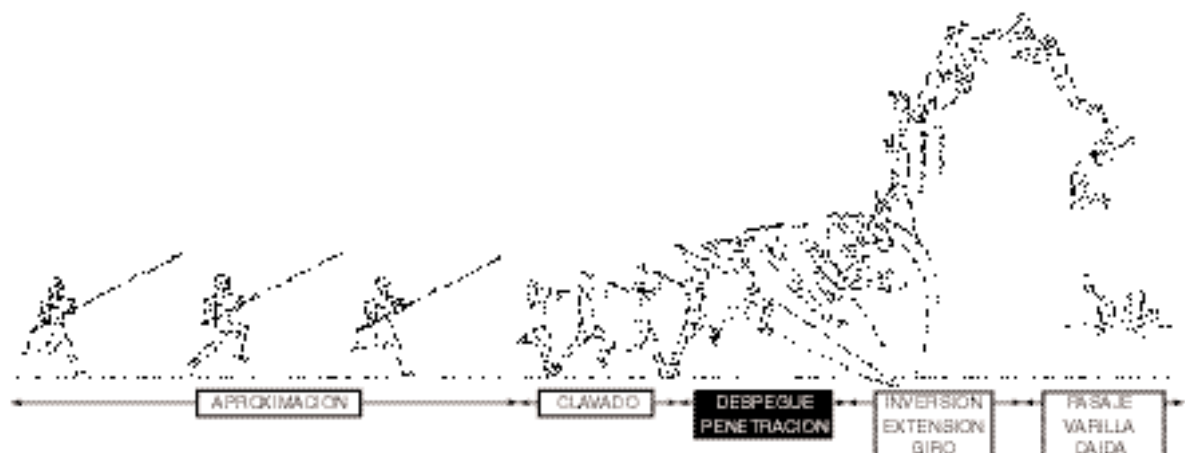 APROXIMACION
CLAVADO
DESPEGUE
PENETRACION
INVERSION
EXTENSION
GIRO
PASAJE
VARILLA
CAIDA